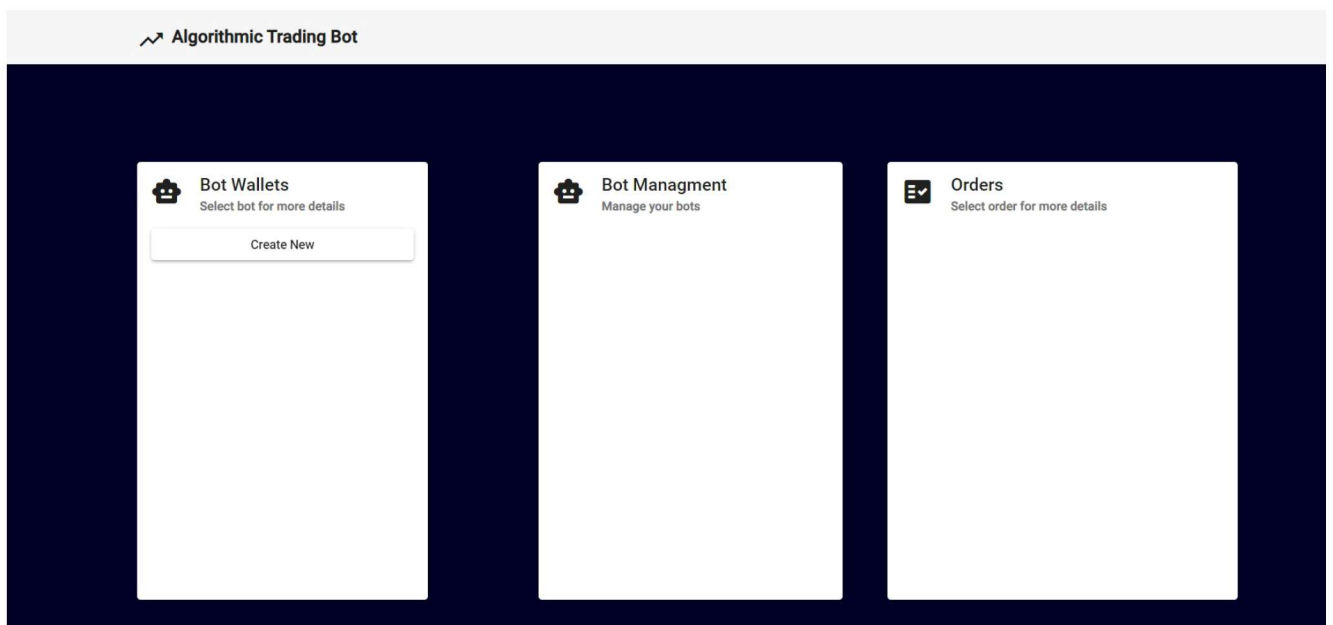 Algorithmic Trading Bot
Bot Wallets
Select bot for more details
Create New
Bot Managment
Manage your bots
Orders
Select order for more details